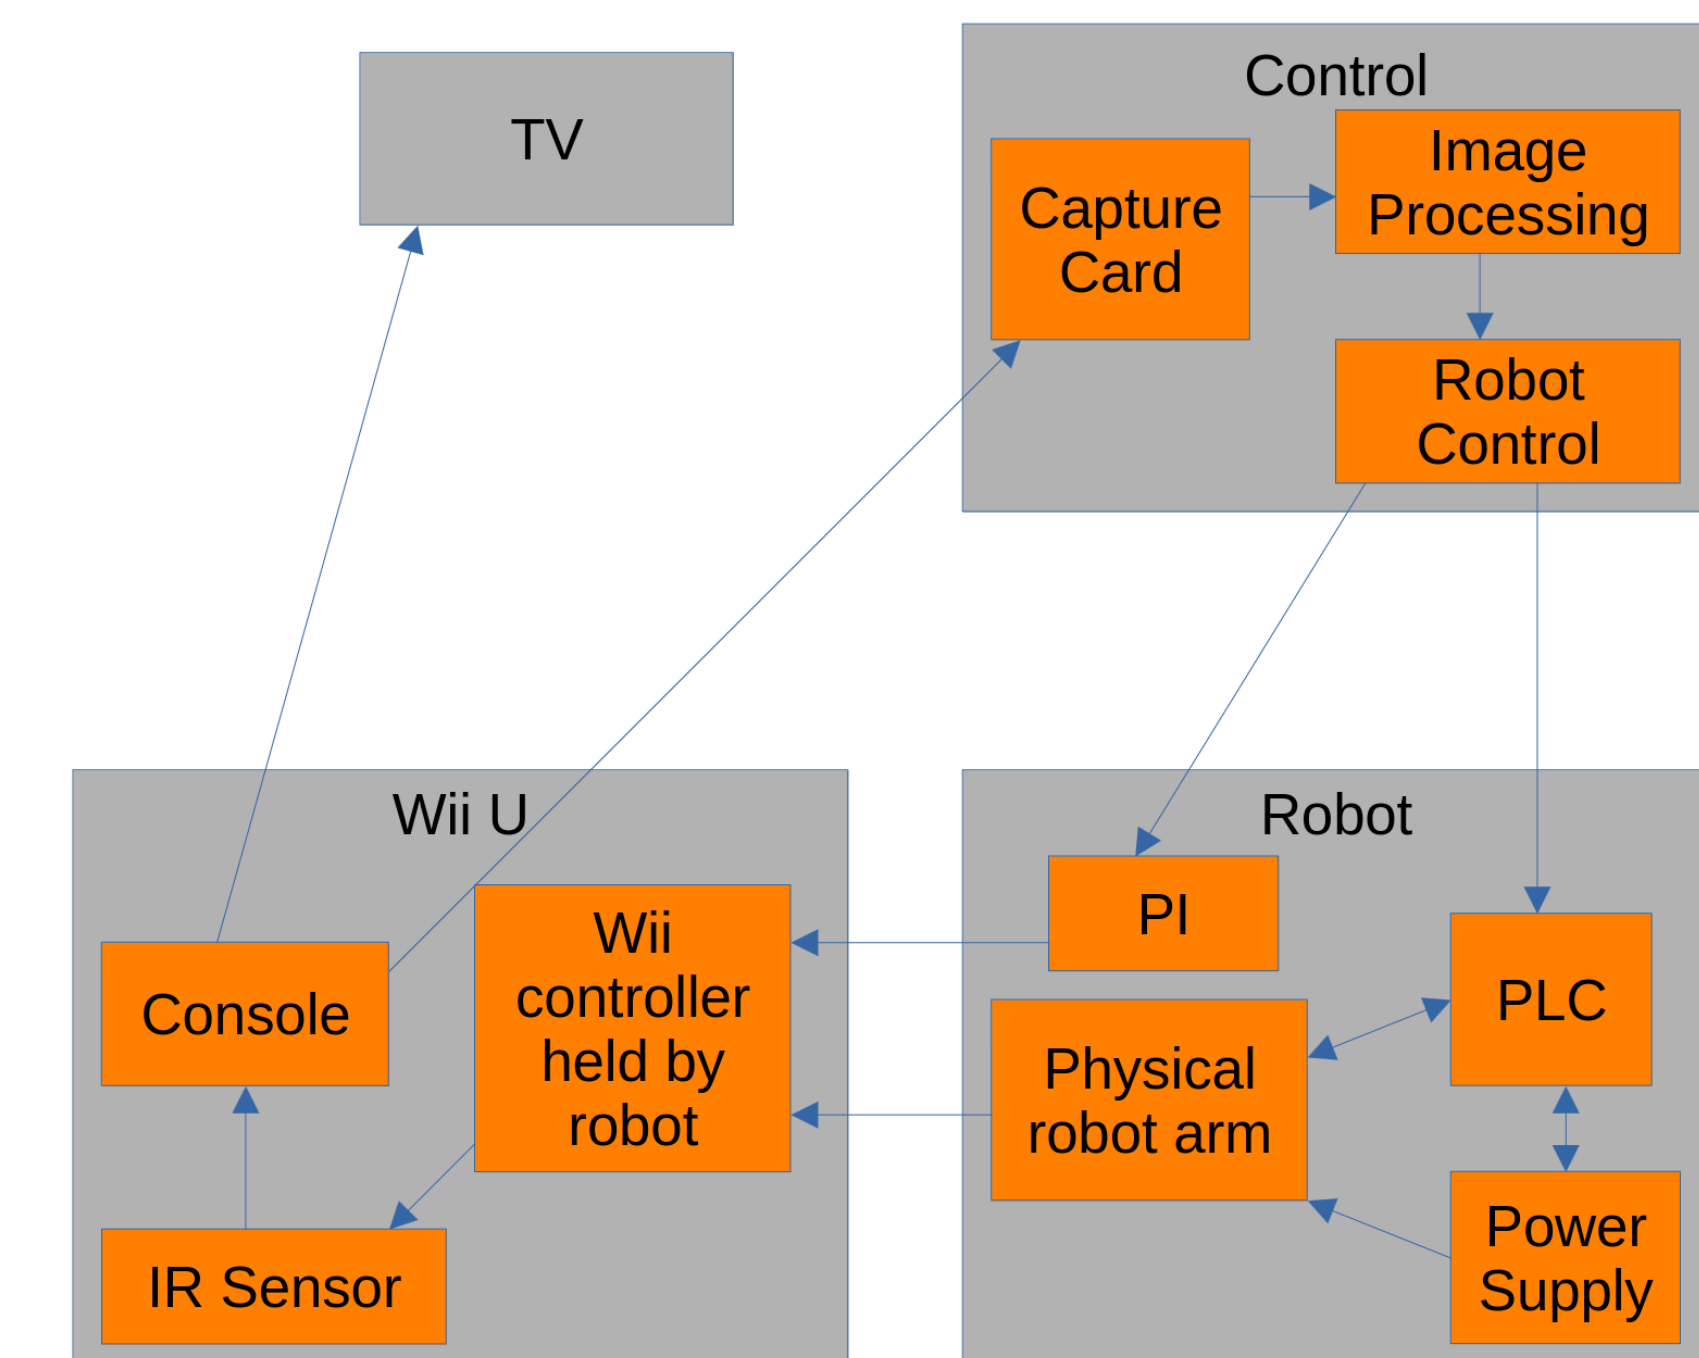 TV
Control
Capture
Card
Image
Processing
Robot
Control
Wii U
Console
Wii
controller
held by
robot
IR Sensor
Robot
PI
PLC
Physical
robot arm
Power
Supply